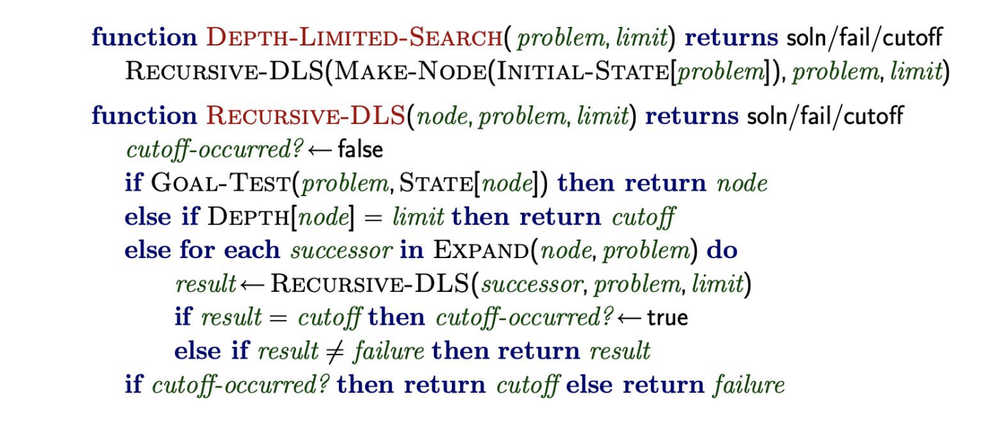 function DEPTH-LIMITED-SEARCH( problem, limit) returns soln/fail/cutoff
RECURSIVE-DLS(MAKE-NODE(INITIAL-STATE[problem]), problem, limit)
function RECURSIVE-DLS(node, problem, limit) returns soln/fail/cutoff
cutoff-occurred? ← false
if GOAL-TEST(problem, STATE[node]) then return node
else if DEPTH[node] = limit then return cutoff
else for each successor in EXPAND(node, problem) do
result ← RECURSIVE-DLS(successor, problem, limit)
if result = cutoff then cutoff-occurred? ← true
else if result ≠ failure then return result
if cutoff-occurred? then return cutoff else return failure